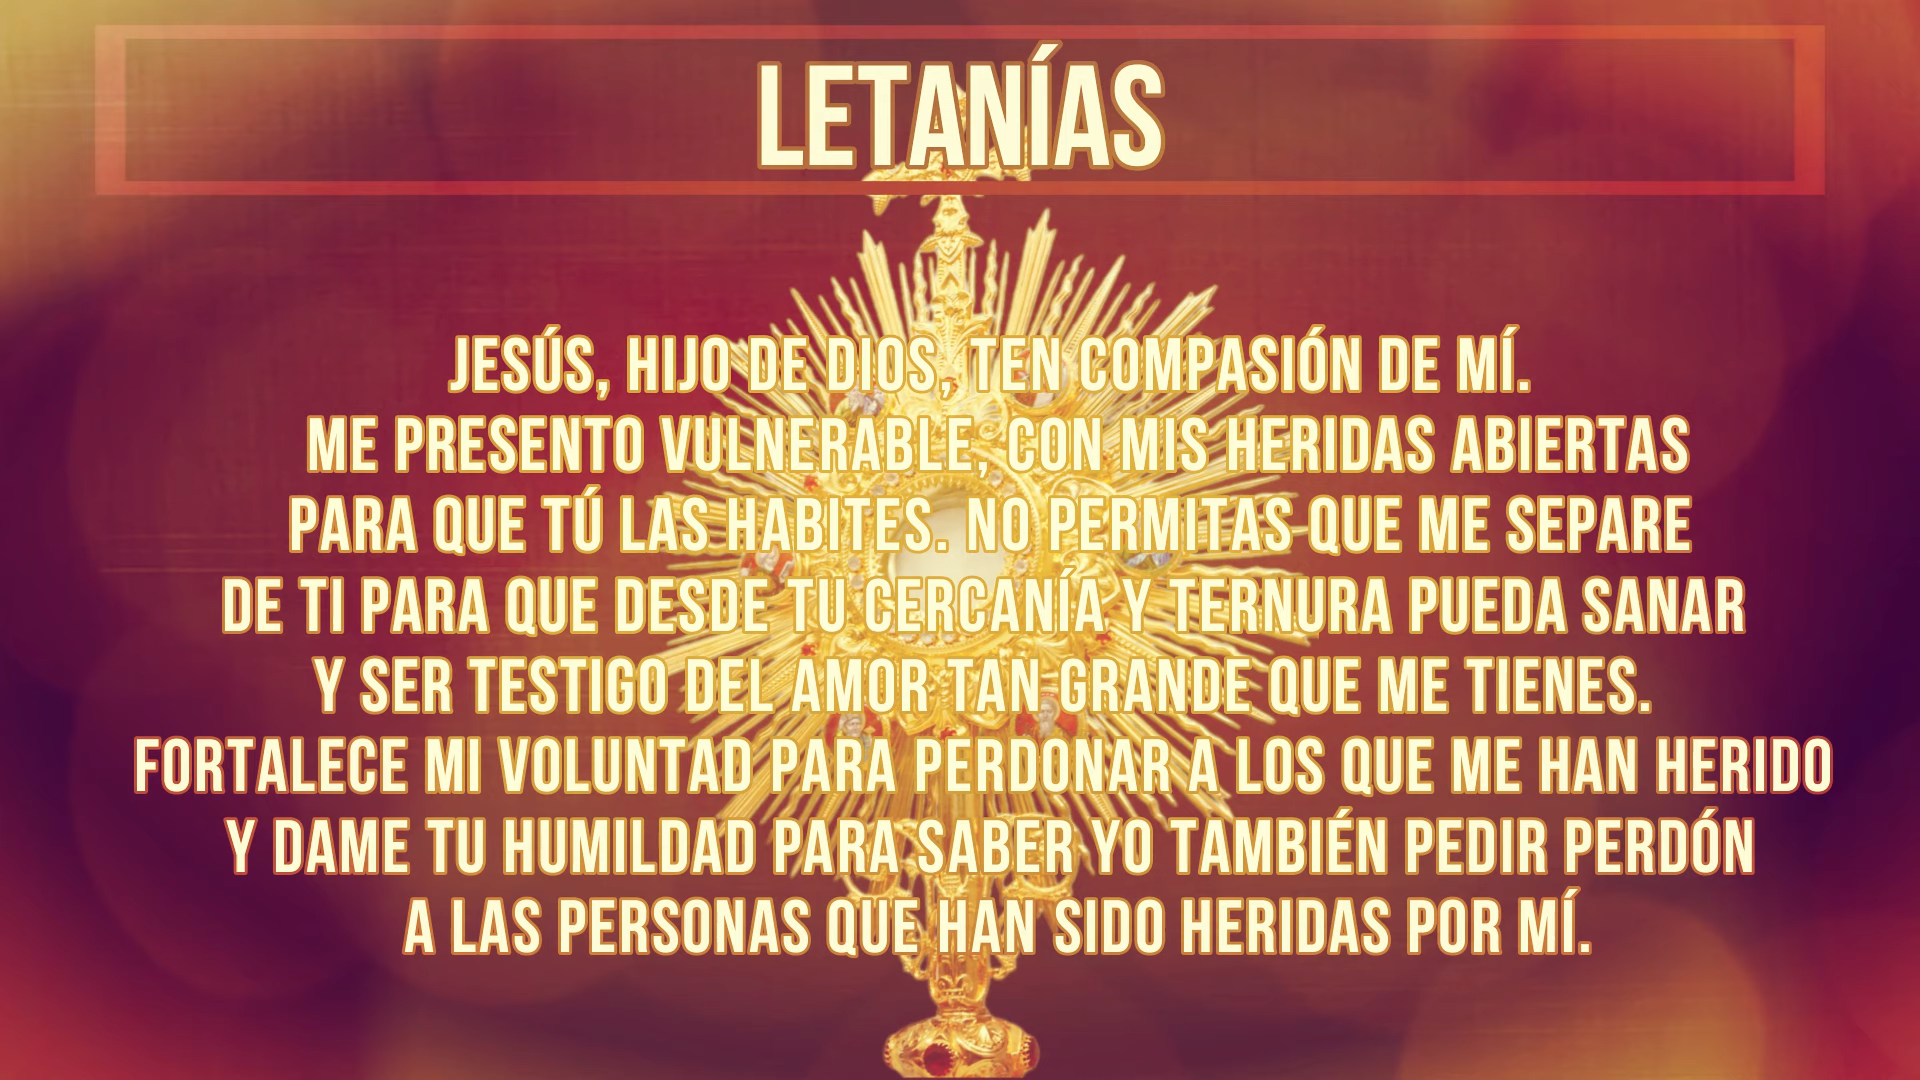 LETANÍAS
JESÚS, HIJO DE DIOS, TEN COMPASIÓN DE MÍ.
ME PRESENTO VULNERABLE, CON MIS HERIDAS ABIERTAS
PARA QUE TÚ LAS HABITES. NO PERMITAS QUE ME SEPARE
DE TI PARA QUE DESDE TU CERCANÍA Y TERNURA PUEDA SANAR
Y SER TESTIGO DEL AMOR TAN GRANDE QUE ME TIENES.
FORTALECE MI VOLUNTAD PARA PERDONAR A LOS QUE ME HAN HERIDO
Y DAME TU HUMILDAD PARA SABER YO TAMBIÉN PEDIR PERDÓN
A LAS PERSONAS QUE HAN SIDO HERIDAS POR MÍ.